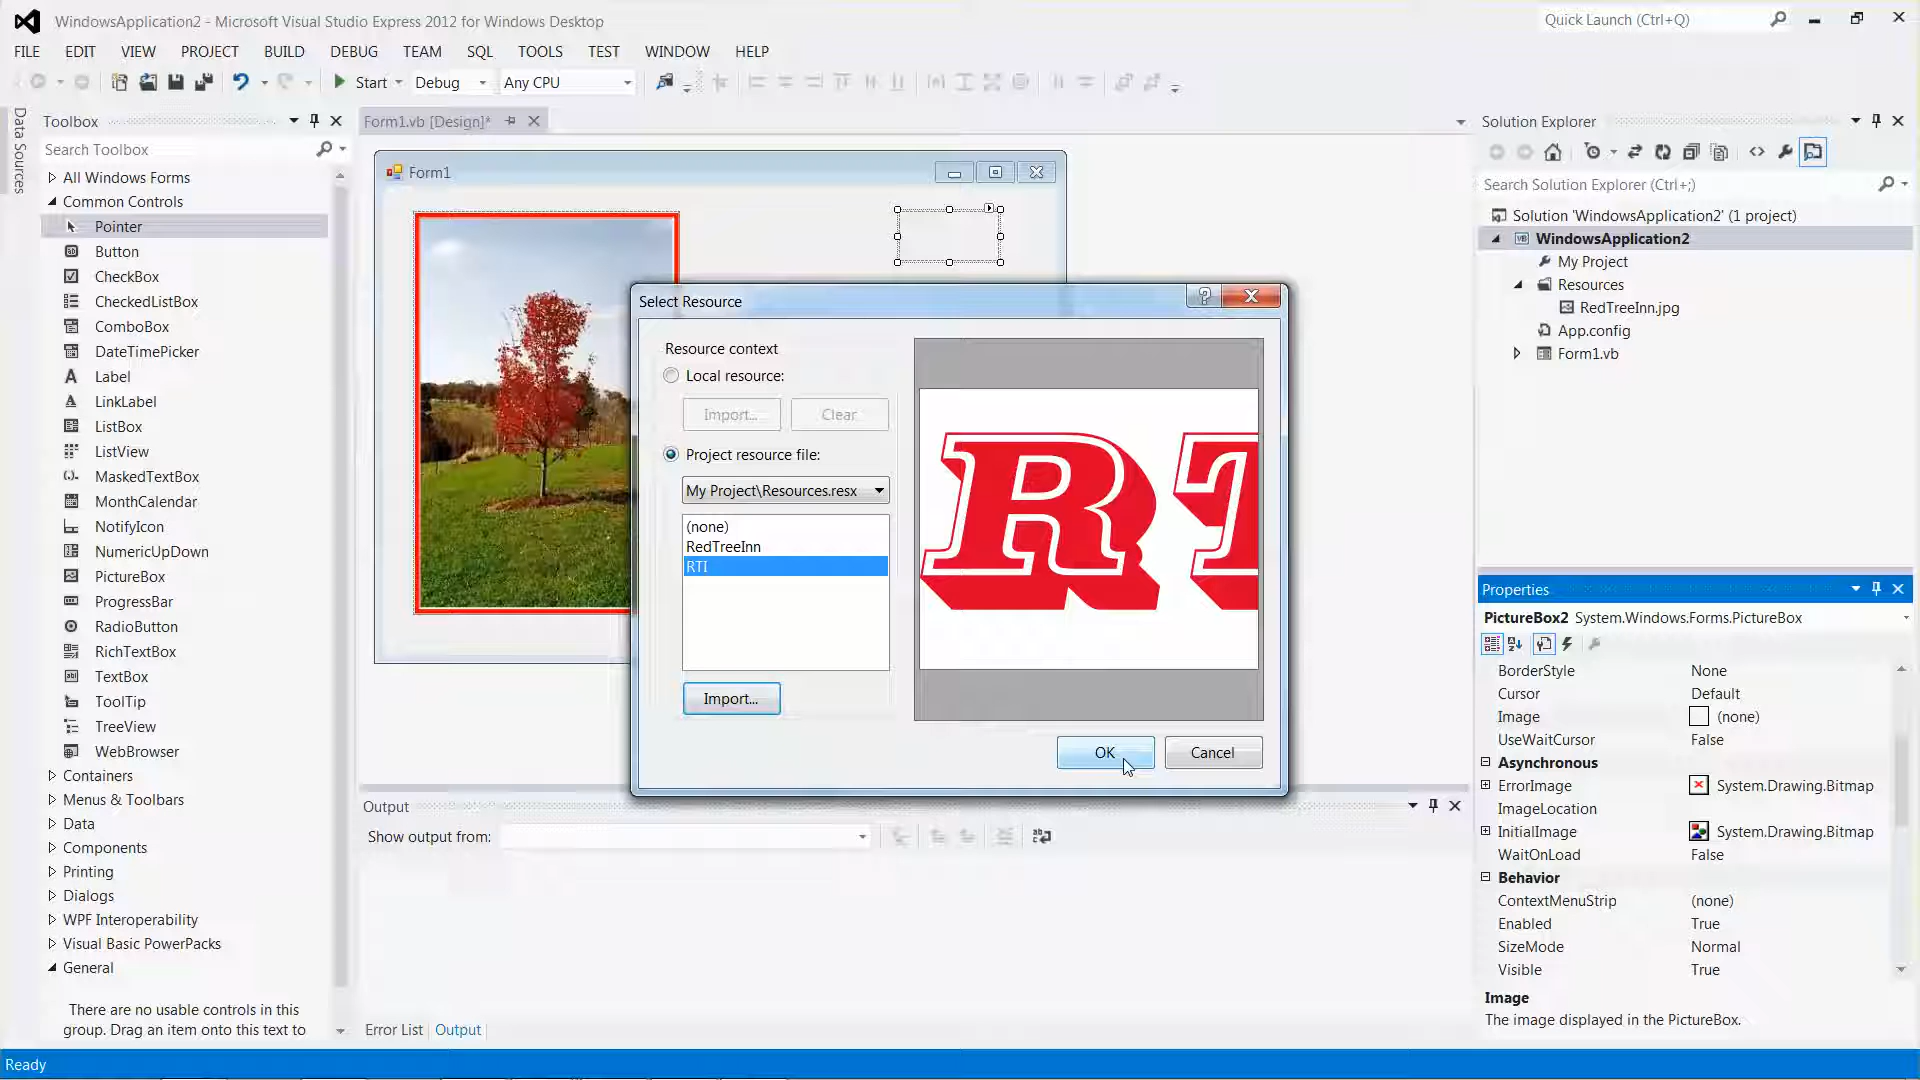 WindowsApplication2 - Microsoft Visual Studio Express 2012 for Windows Desktop
Quick Launch (Ctrl+Q)
FILE EDIT VIEW PROJECT BUILD DEBUG TEAM SQL TOOLS TEST WINDOW HELP
Start Debug Any CPU
Data Sources
Toolbox
Search Toolbox
All Windows Forms
Common Controls
Pointer
Button
CheckBox
CheckedListBox
ComboBox
DateTimePicker
Label
LinkLabel
ListBox
ListView
MaskedTextBox
MonthCalendar
NotifyIcon
NumericUpDown
PictureBox
ProgressBar
RadioButton
RichTextBox
TextBox
ToolTip
TreeView
WebBrowser
Containers
Menus & Toolbars
Data
Components
Printing
Dialogs
WPF Interoperability
Visual Basic PowerPacks
General
There are no usable controls in this
group. Drag an item onto this text to
Form1.vb [Design]*
Form1
Select Resource
Resource context
Local resource:
Import...
Clear
Project resource file:
My Project\Resources.resx
(none)
RedTreeInn
RTI
Import...
RT
OK
Cancel
Output
Show output from:
Error List Output
Solution Explorer
Search Solution Explorer (Ctrl+;)
Solution 'WindowsApplication2' (1 project)
WindowsApplication2
My Project
Resources
RedTreeInn.jpg
App.config
Form1.vb
Properties
PictureBox2 System.Windows.Forms.PictureBox
BorderStyle None
Cursor Default
Image (none)
UseWaitCursor False
Asynchronous
ErrorImage System.Drawing.Bitmap
ImageLocation
InitialImage System.Drawing.Bitmap
WaitOnLoad False
Behavior
ContextMenuStrip (none)
Enabled True
SizeMode Normal
Visible True
Image
The image displayed in the PictureBox.
Ready